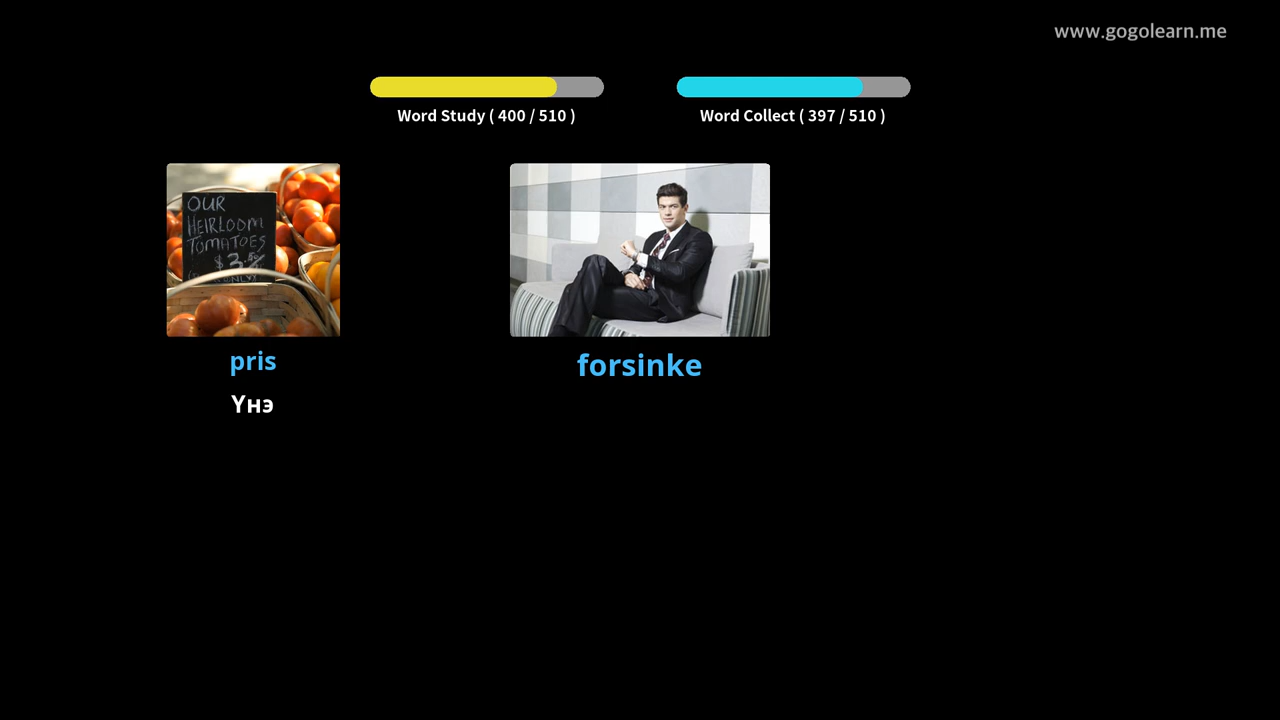 www.gogolearn.me
Word Study ( 400 / 510 )
Word Collect ( 397 / 510 )
OUR
HEIRLOOM
TOMATOES
pris
Үнэ
forsinke